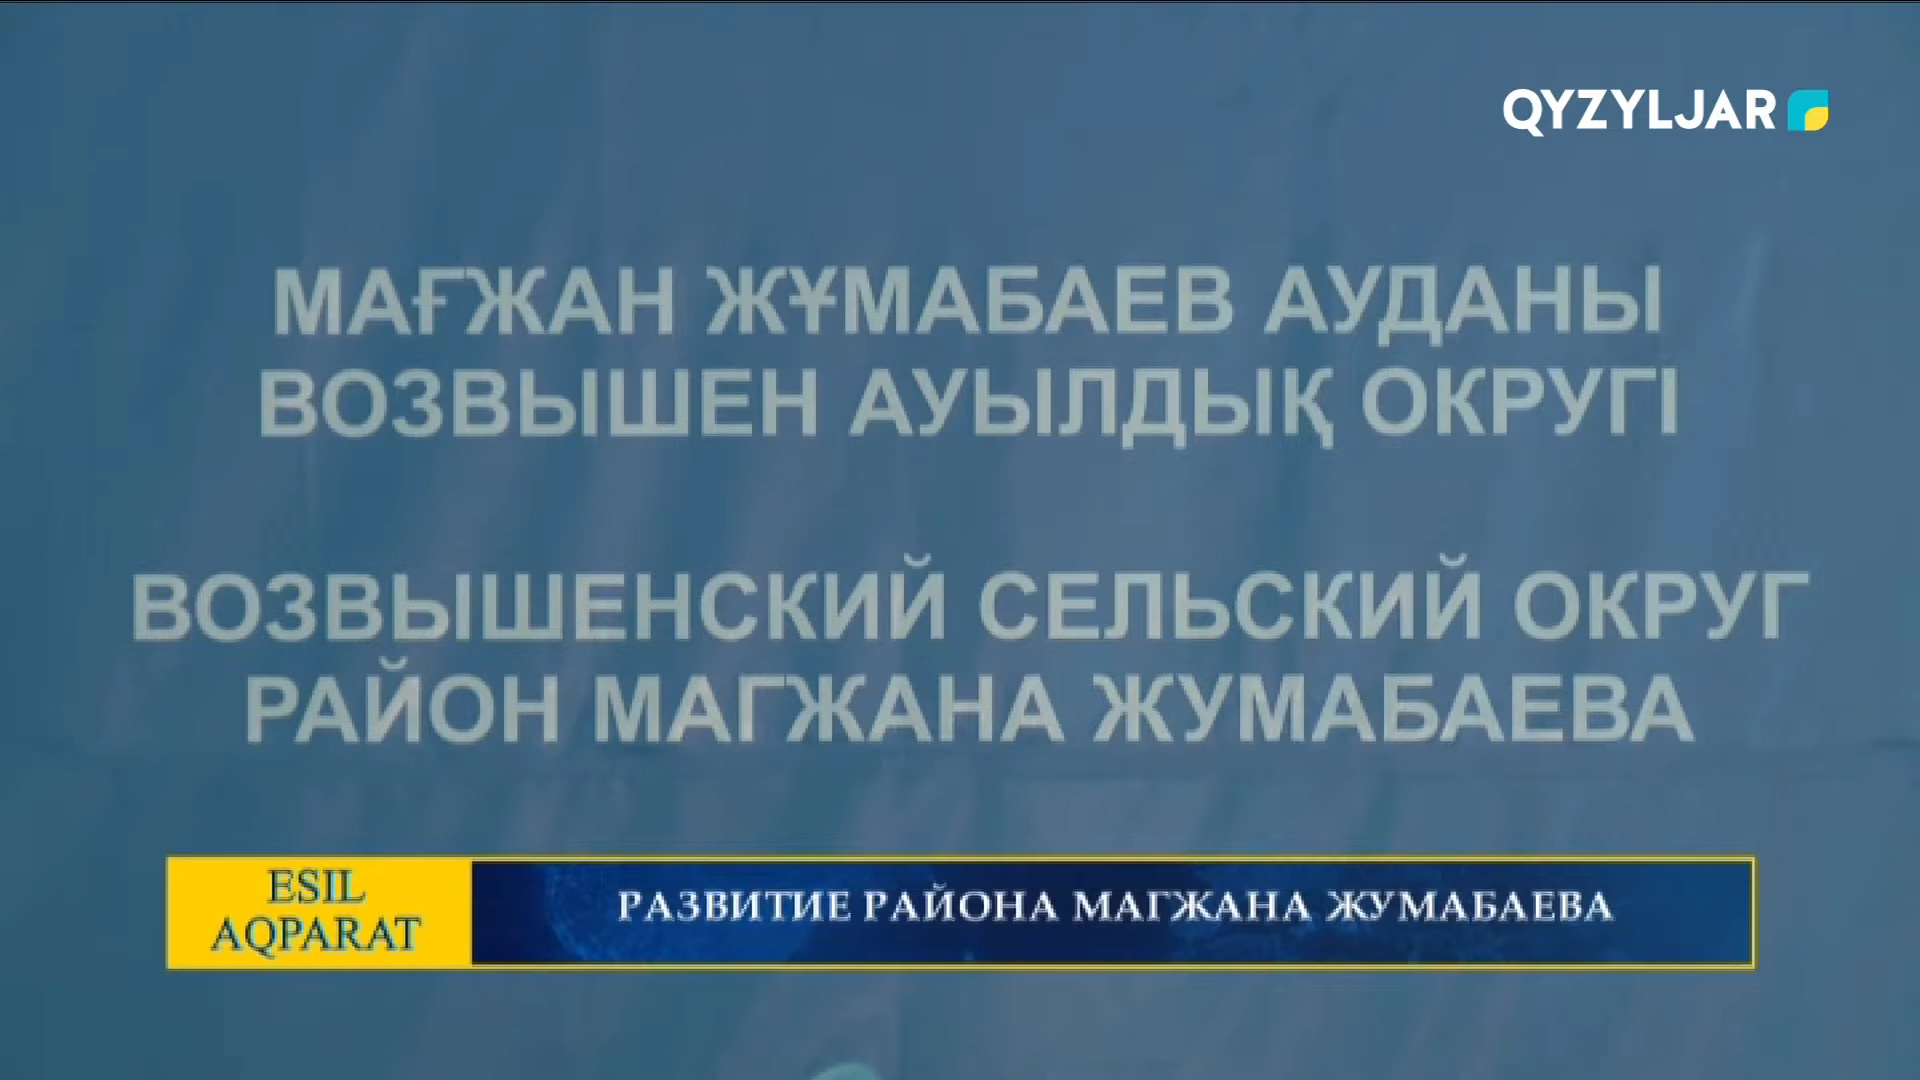 QYZYLJAR
МАҒЖАН ЖҰМАБАЕВ АУДАНЫ
ВОЗВЫШЕН АУЫЛДЫҚ ОКРУГІ
ВОЗВЫШЕНСКИЙ СЕЛЬСКИЙ ОКРУГ
РАЙОН МАГЖАНА ЖУМАБАЕВА
ESIL
AQPARAT
РАЗВИТИЕ РАЙОНА МАГЖАНА ЖУМАБАЕВА